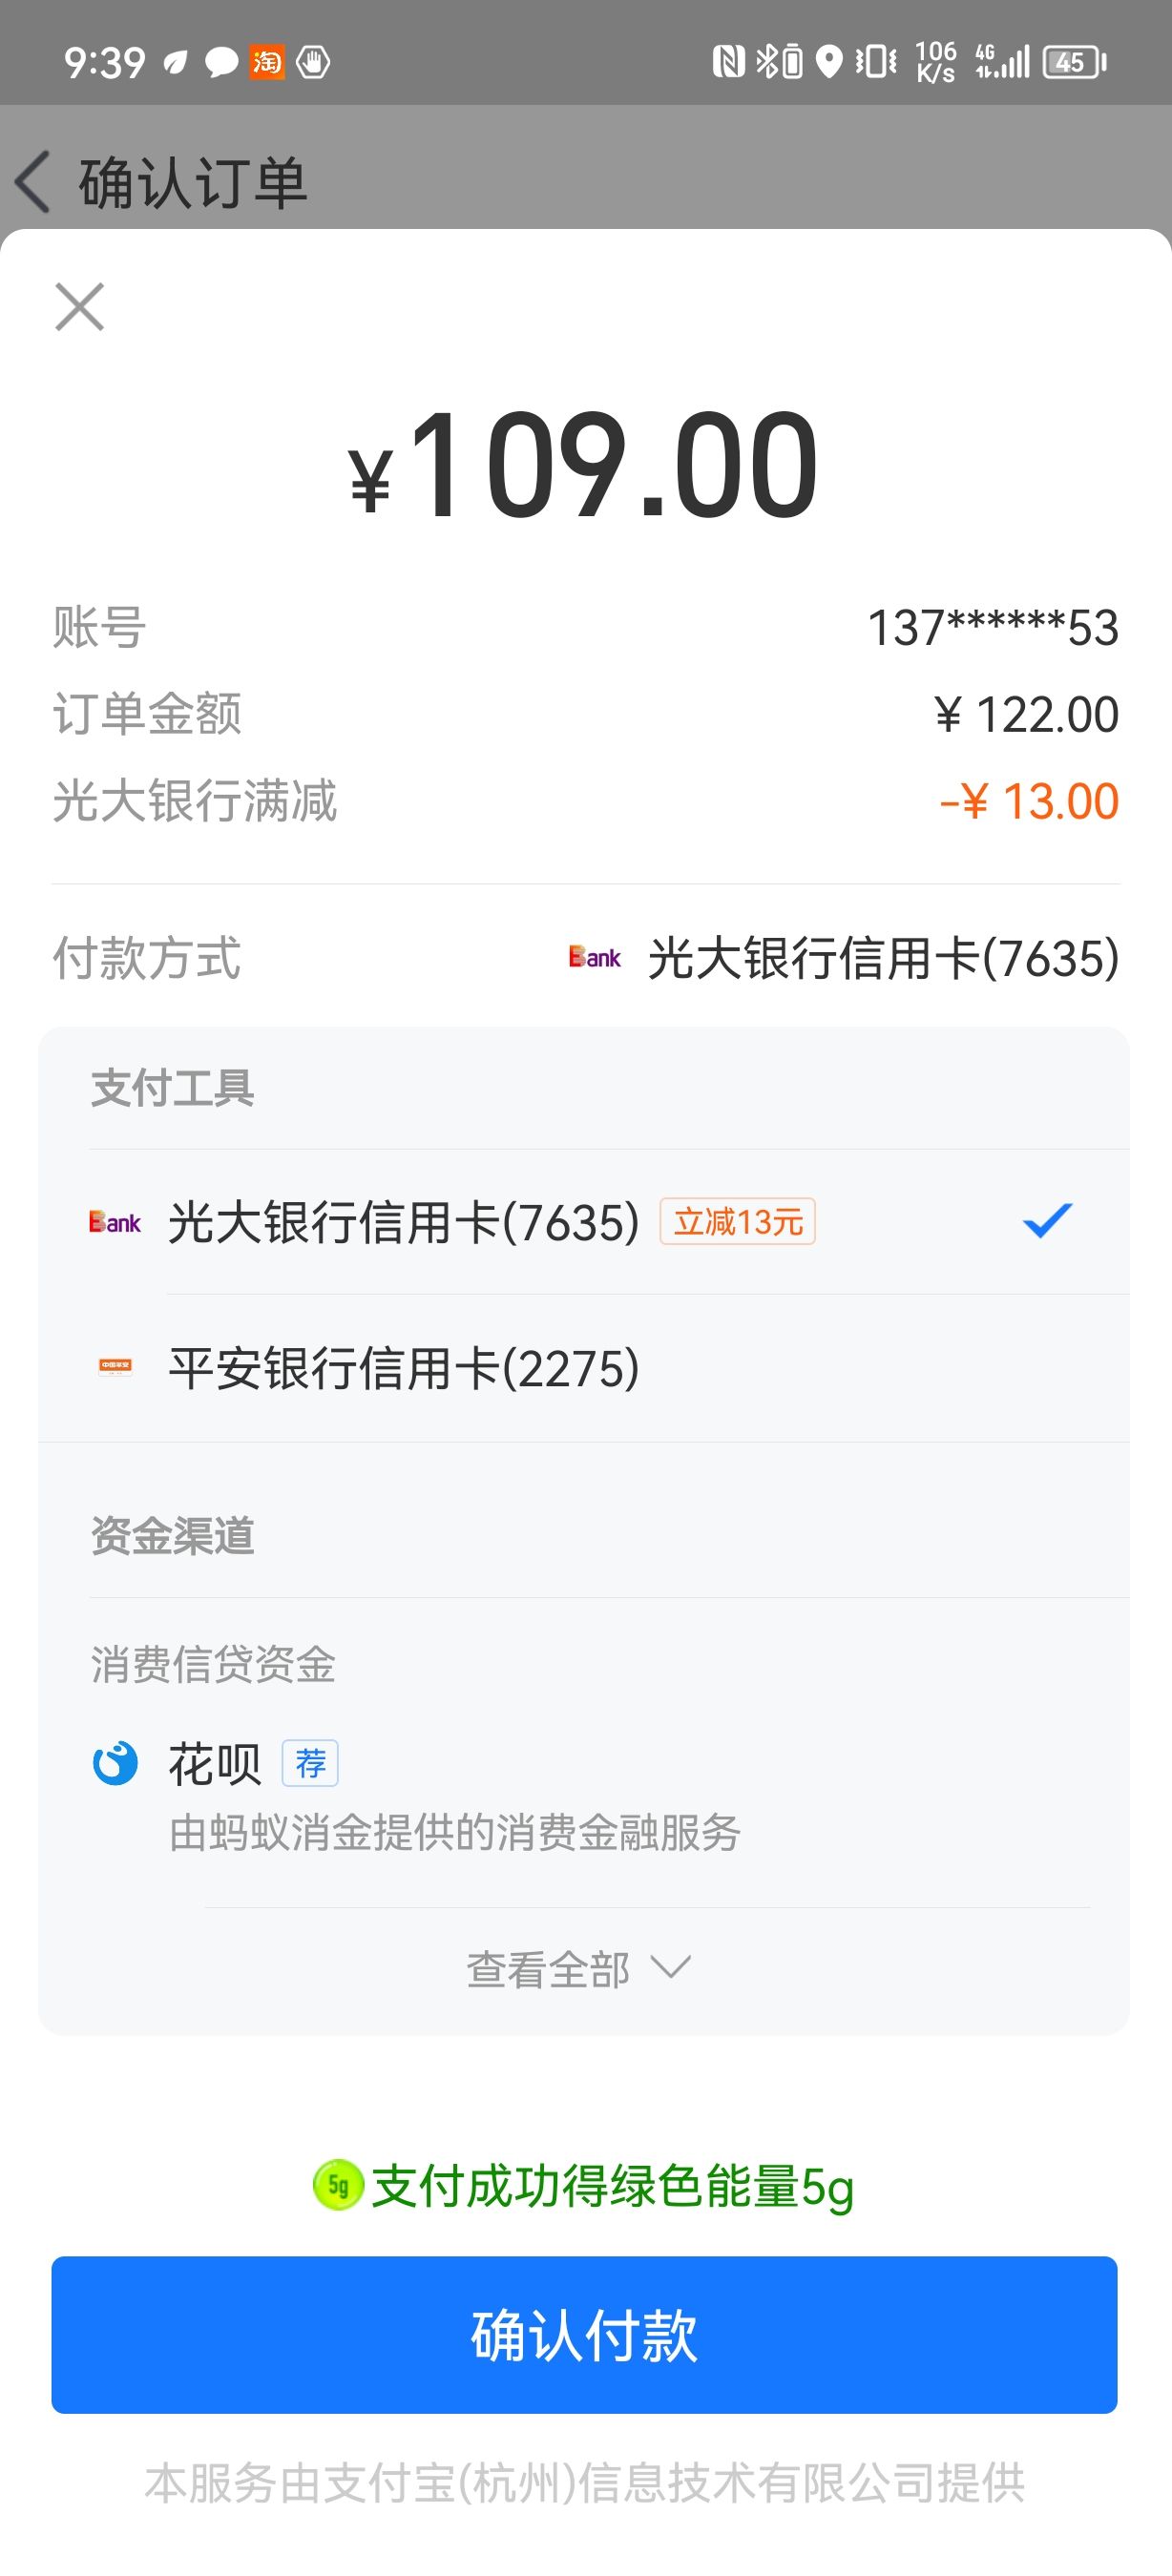 9:39 淘 106 K/s 4G 45
确认订单
¥109.00
账号 137******53
订单金额 ¥ 122.00
光大银行满减 -¥ 13.00
付款方式 Bank 光大银行信用卡(7635)
支付工具
Bank 光大银行信用卡(7635) 立减13元
中国平安 平安银行信用卡(2275)
资金渠道
消费信贷资金
花呗 荐
由蚂蚁消金提供的消费金融服务
查看全部
5g 支付成功得绿色能量5g
确认付款
本服务由支付宝(杭州)信息技术有限公司提供